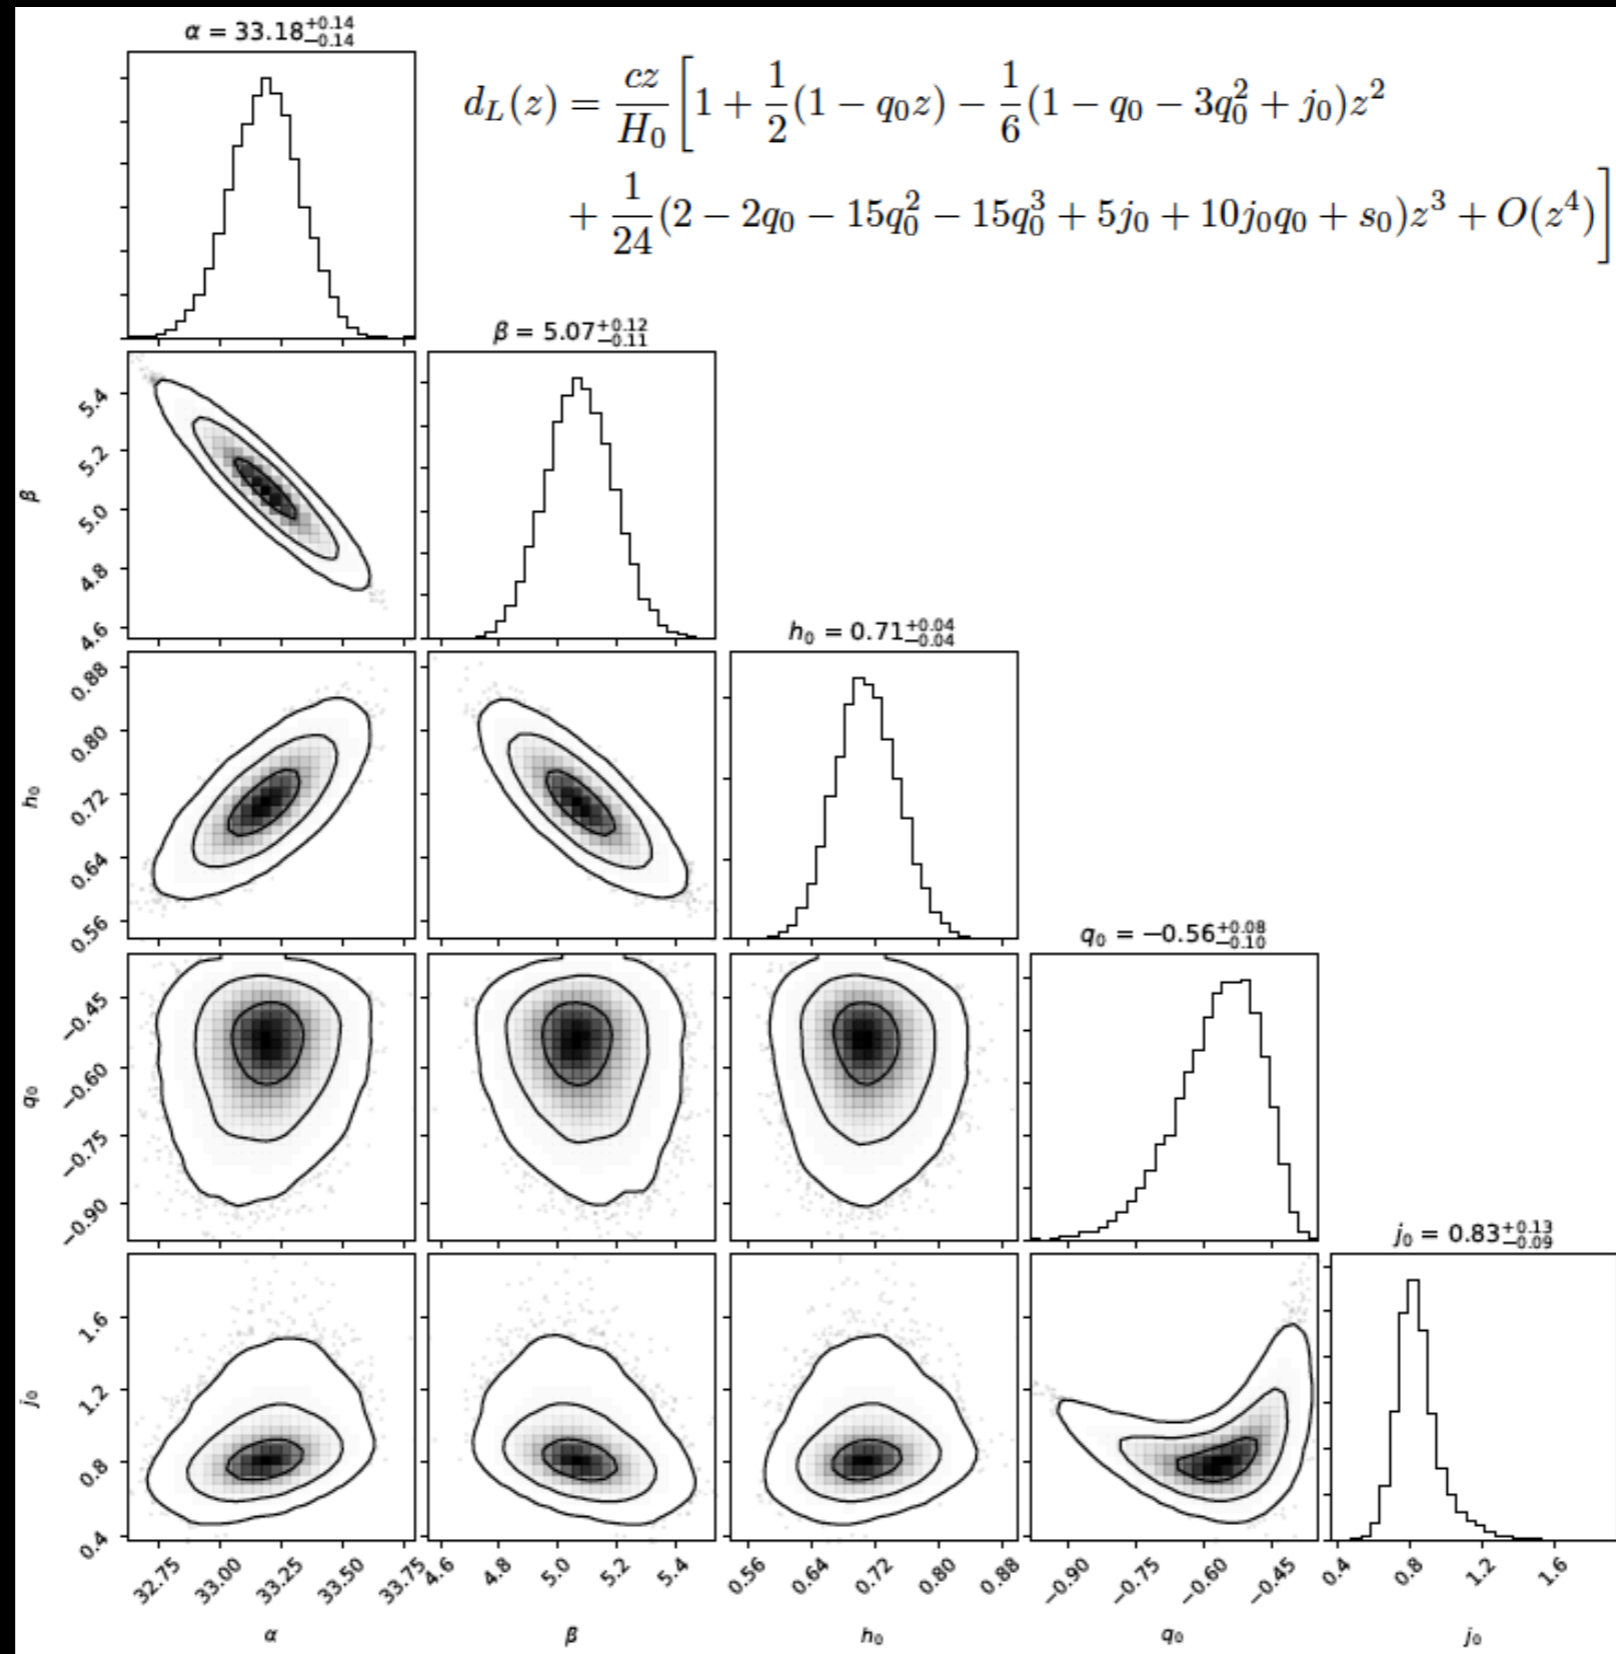 α = 33.18^{+0.14}_{-0.14}
d_L(z) = \frac{cz}{H_0} [ 1 + \frac{1}{2}(1 − q_0z) − \frac{1}{6}(1 − q_0 − 3q_0^2 + j_0)z^2
+ \frac{1}{24}(2 − 2q_0 − 15q_0^2 − 15q_0^3 + 5j_0 + 10j_0q_0 + s_0)z^3 + O(z^4) ]
β = 5.07^{+0.12}_{-0.11}
β
5.4
5.2
5.0
4.8
4.6
h_0 = 0.71^{+0.04}_{-0.04}
h_0
0.88
0.80
0.72
0.64
0.56
q_0 = −0.56^{+0.08}_{-0.10}
q_0
−0.45
−0.60
−0.75
−0.90
j_0 = 0.83^{+0.13}_{-0.09}
j_0
1.6
1.2
0.8
0.4
32.75 33.00 33.25 33.50 33.75 4.6 4.8 5.0 5.2 5.4 0.56 0.64 0.72 0.80 0.88 −0.90 −0.75 −0.60 −0.45 0.4 0.8 1.2 1.6
α β h_0 q_0 j_0